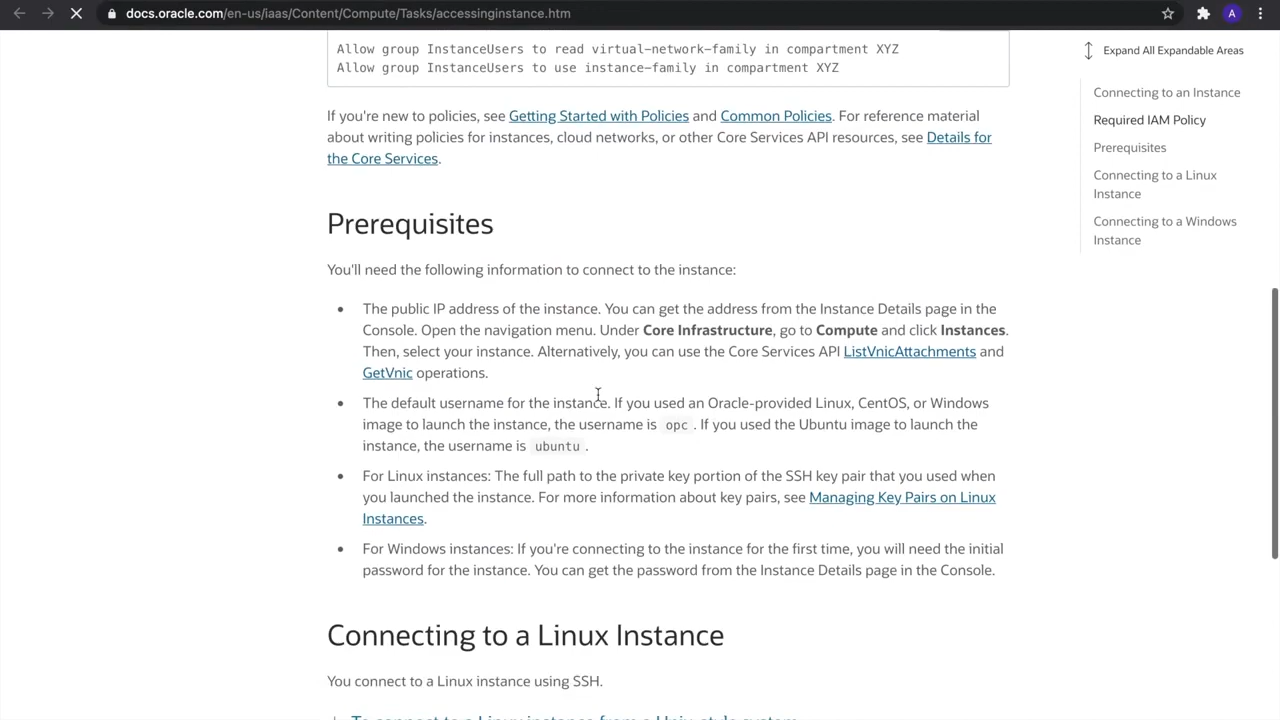 docs.oracle.com/en-us/iaas/Content/Compute/Tasks/accessinginstance.htm
A
Allow group InstanceUsers to read virtual-network-family in compartment XYZ
Allow group InstanceUsers to use instance-family in compartment XYZ
If you're new to policies, see Getting Started with Policies and Common Policies. For reference material
about writing policies for instances, cloud networks, or other Core Services API resources, see Details for
the Core Services.
Prerequisites
You'll need the following information to connect to the instance:
• The public IP address of the instance. You can get the address from the Instance Details page in the
Console. Open the navigation menu. Under Core Infrastructure, go to Compute and click Instances.
Then, select your instance. Alternatively, you can use the Core Services API ListVnicAttachments and
GetVnic operations.
• The default username for the instance. If you used an Oracle-provided Linux, CentOS, or Windows
image to launch the instance, the username is opc. If you used the Ubuntu image to launch the
instance, the username is ubuntu.
• For Linux instances: The full path to the private key portion of the SSH key pair that you used when
you launched the instance. For more information about key pairs, see Managing Key Pairs on Linux
Instances.
• For Windows instances: If you're connecting to the instance for the first time, you will need the initial
password for the instance. You can get the password from the Instance Details page in the Console.
Connecting to a Linux Instance
You connect to a Linux instance using SSH.
To connect to a Linux instance from a Unix-style system
Expand All Expandable Areas
Connecting to an Instance
Required IAM Policy
Prerequisites
Connecting to a Linux
Instance
Connecting to a Windows
Instance